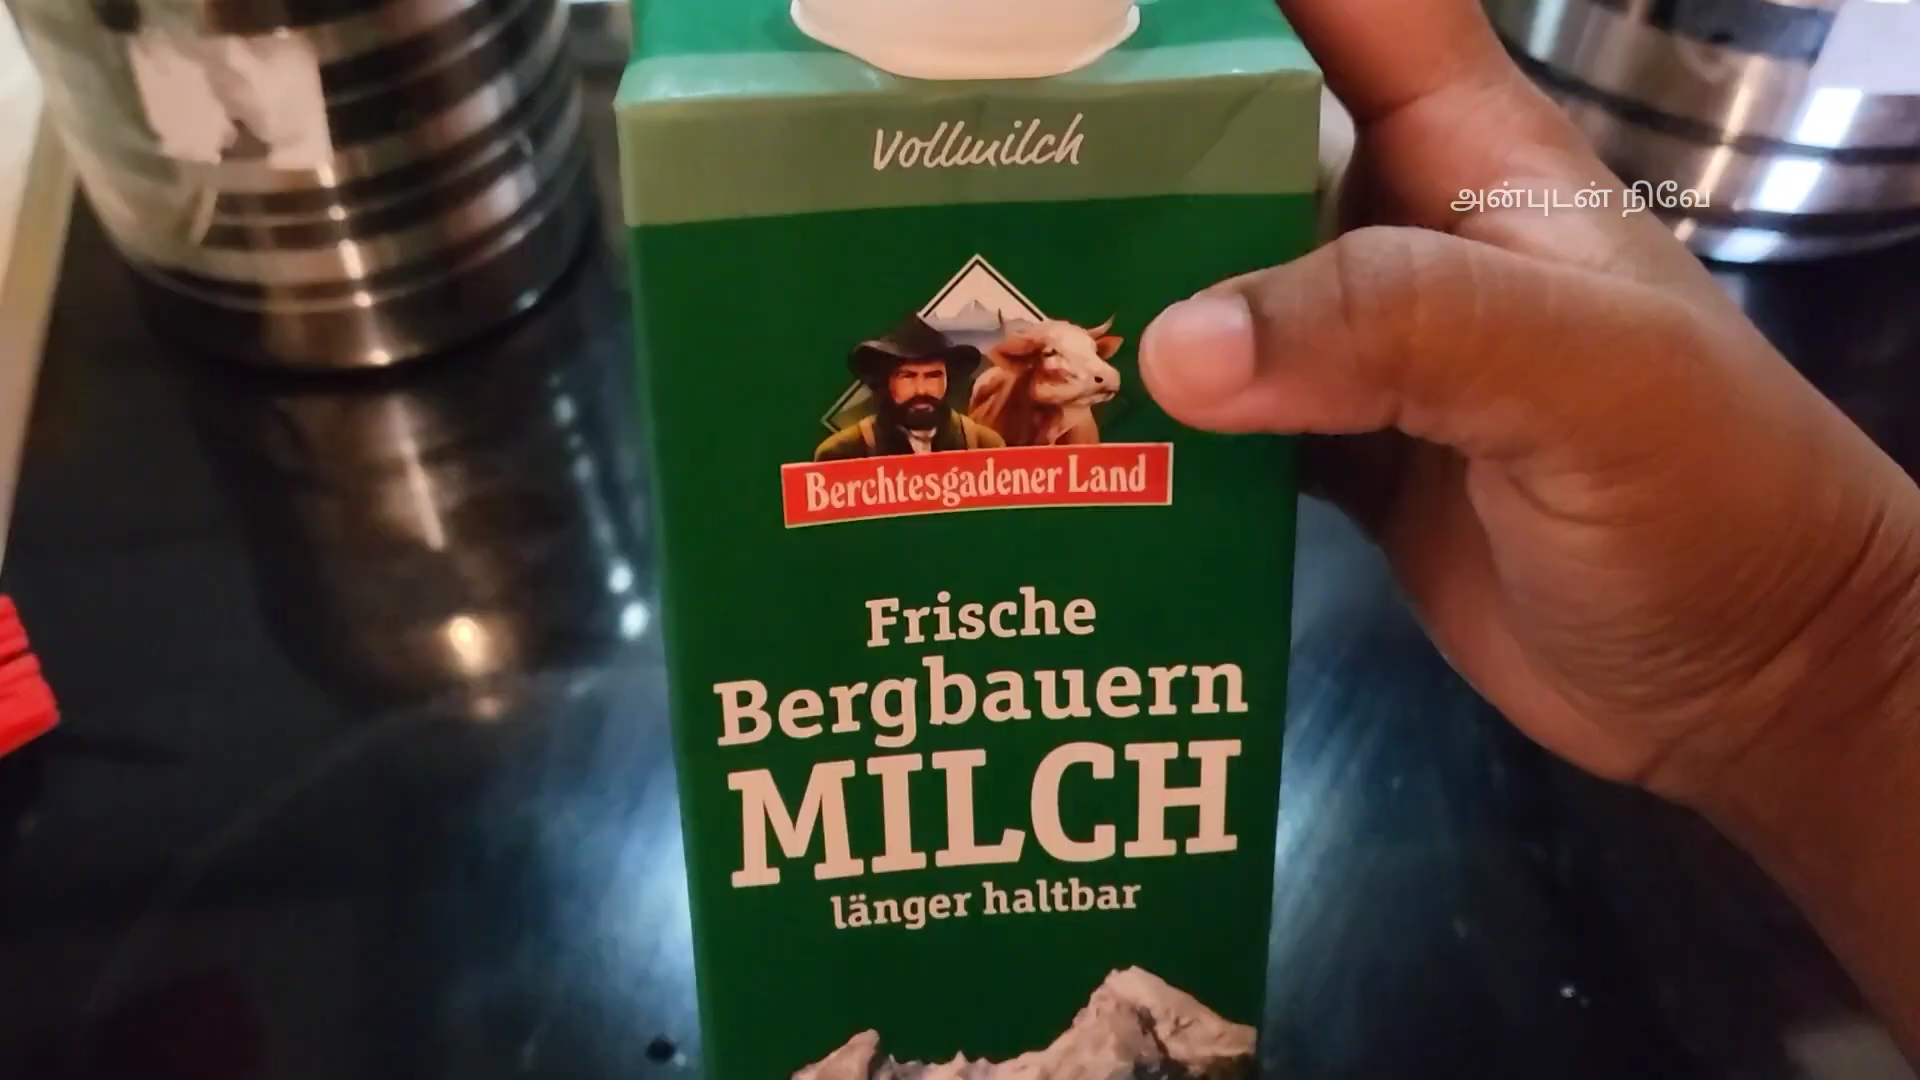 Vollmilch
அன்புடன் நிவே
Berchtesgadener Land
Frische
Bergbauern
MILCH
länger haltbar